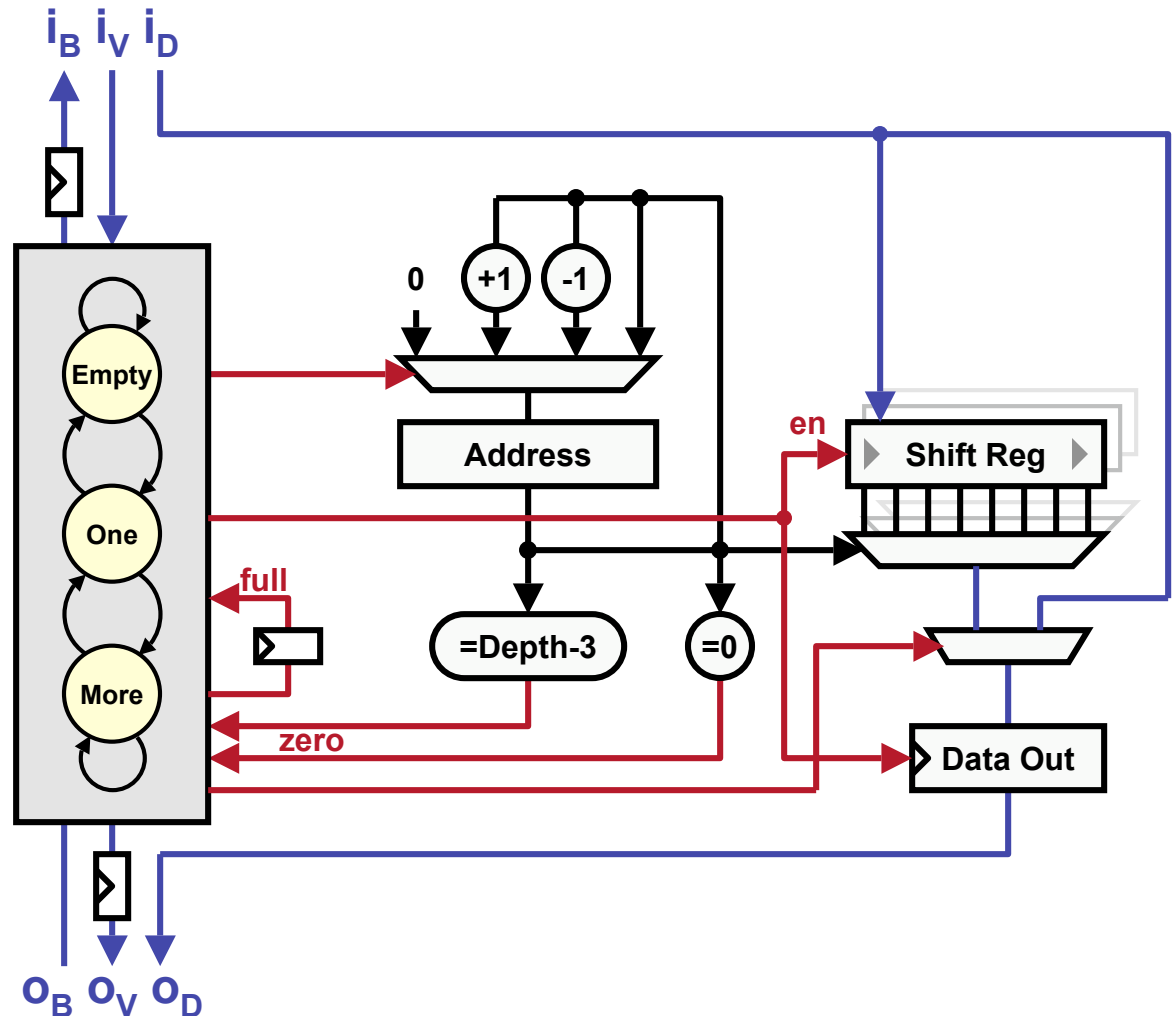 iB iV iD
0 +1 -1
Empty
Address
en
Shift Reg
One
full
=Depth-3
=0
More
zero
Data Out
oB oV oD